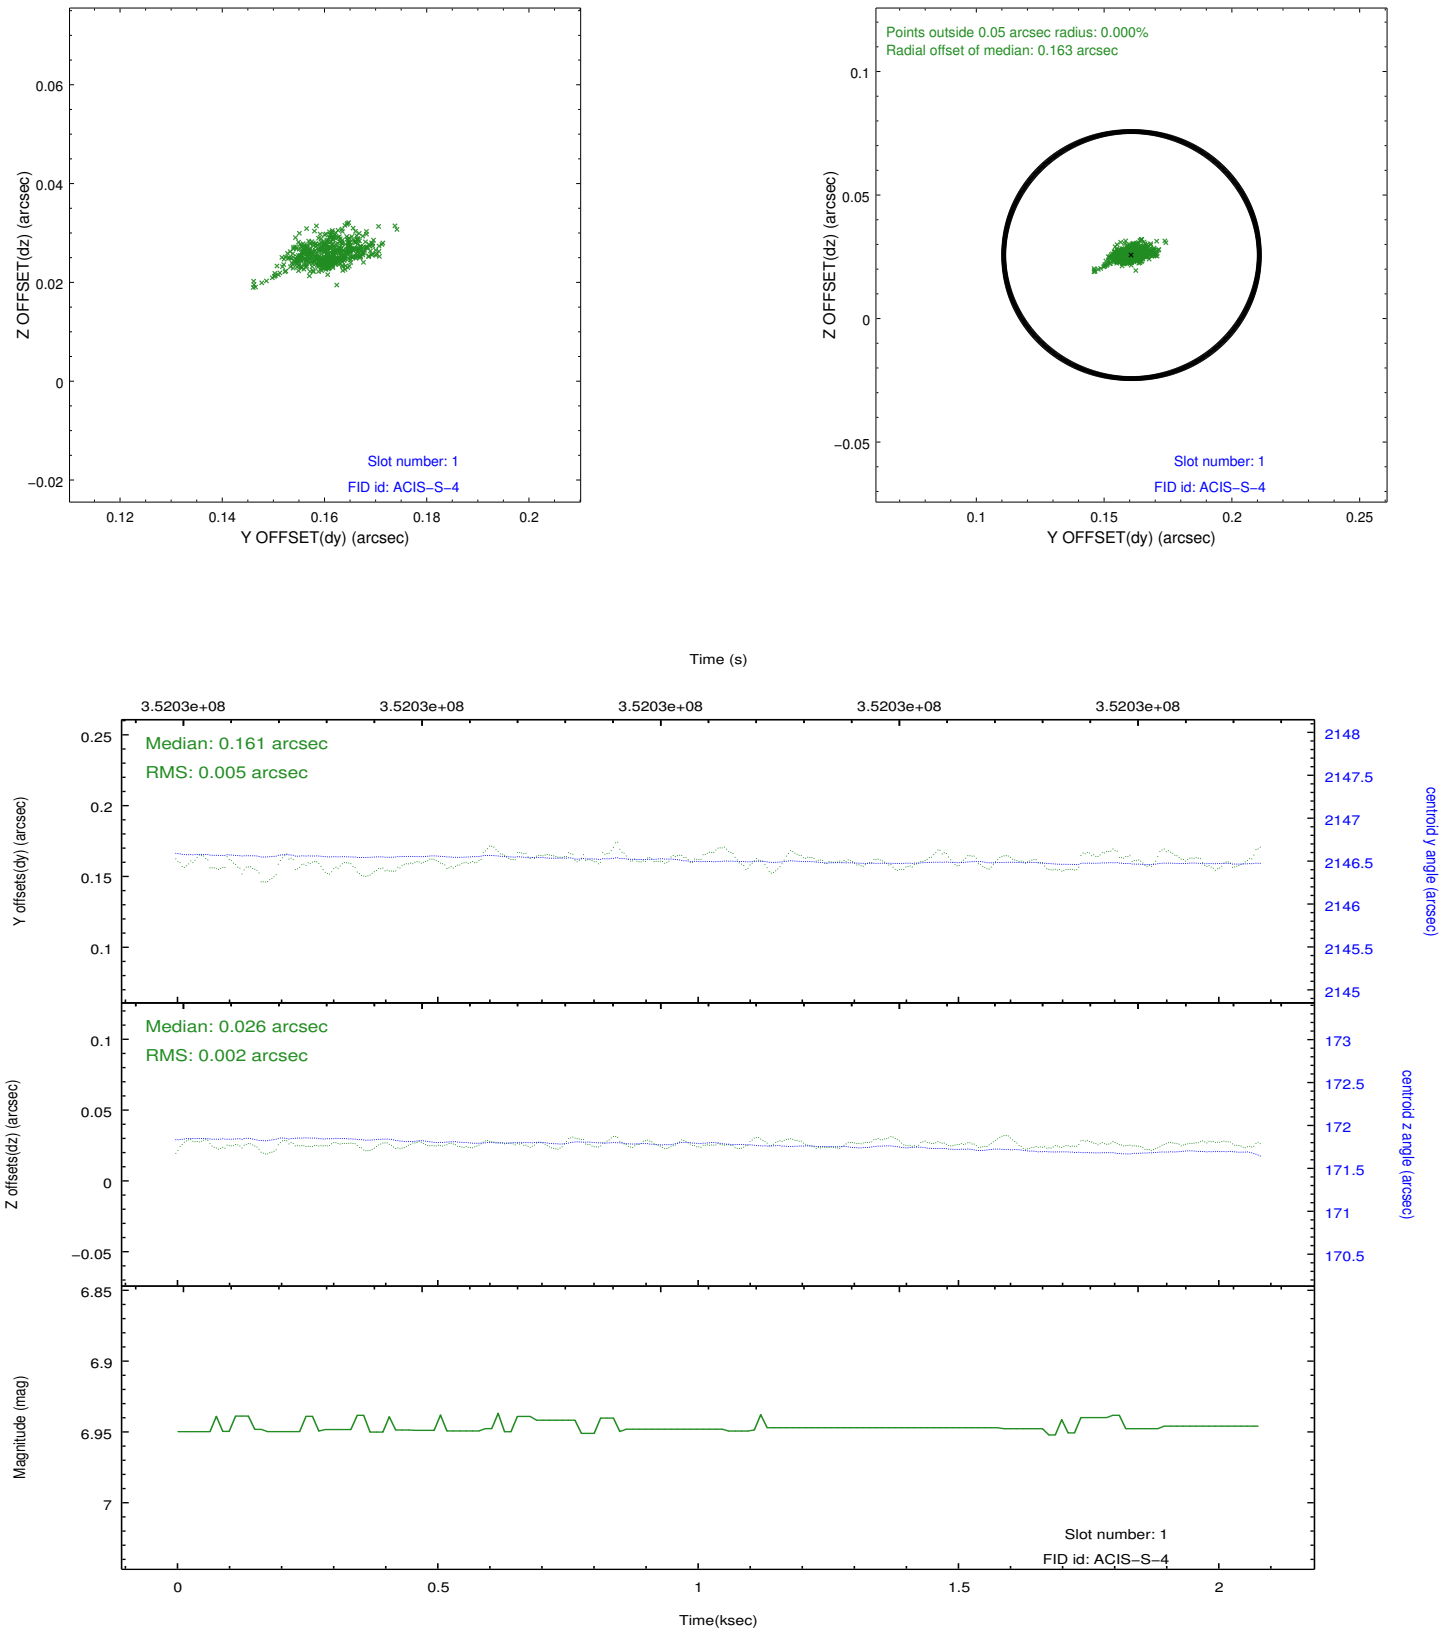 0.06
0.04
0.02
0
−0.02
Z OFFSET(dz) (arcsec)
Slot number: 1
FID id: ACIS−S−4
0.12
0.14
0.16
0.18
0.2
Y OFFSET(dy) (arcsec)
Points outside 0.05 arcsec radius: 0.000%
Radial offset of median: 0.163 arcsec
0.1
0.05
0
−0.05
Z OFFSET(dz) (arcsec)
Slot number: 1
FID id: ACIS−S−4
0.1
0.15
0.2
0.25
Y OFFSET(dy) (arcsec)
Time (s)
3.5203e+08
3.5203e+08
3.5203e+08
3.5203e+08
3.5203e+08
Median: 0.161 arcsec
RMS: 0.005 arcsec
0.25
0.2
0.15
0.1
Y offsets(dy) (arcsec)
2148
2147.5
2147
2146.5
2146
2145.5
2145
centroid y angle (arcsec)
Median: 0.026 arcsec
RMS: 0.002 arcsec
0.1
0.05
0
−0.05
Z offsets(dz) (arcsec)
173
172.5
172
171.5
171
170.5
centroid z angle (arcsec)
6.85
6.9
6.95
7
Magnitude (mag)
Slot number: 1
FID id: ACIS−S−4
0
0.5
1
1.5
2
Time(ksec)